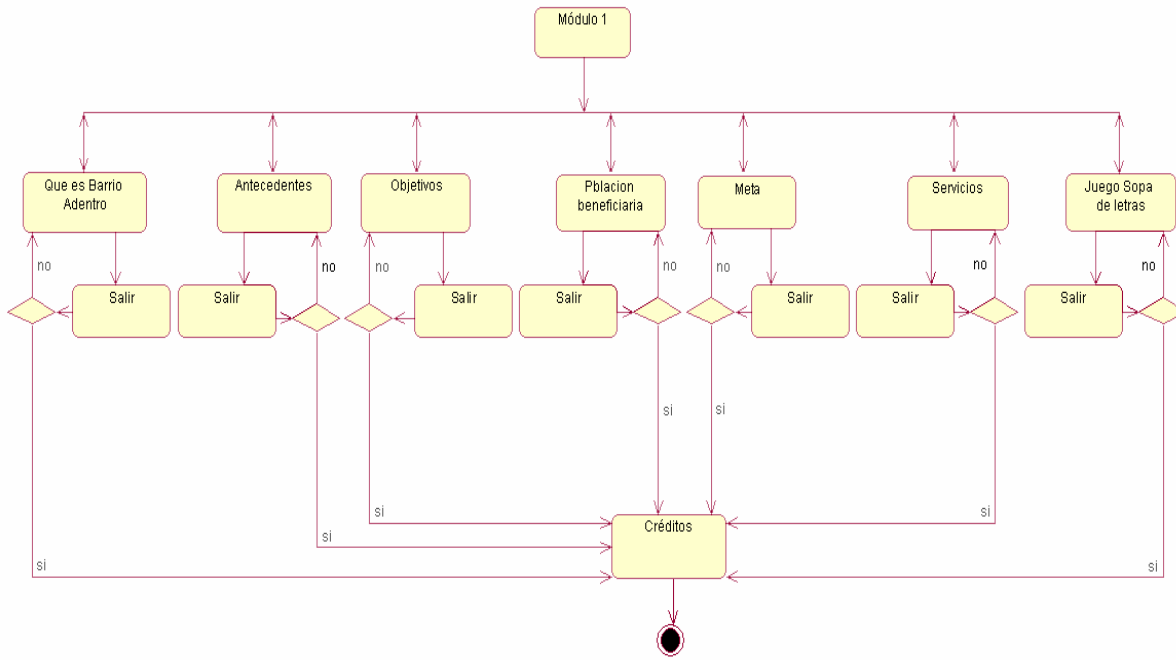 Módulo 1
Que es Barrio
Adentro
Antecedentes
Objetivos
Pblacion
beneficiaria
Meta
Servicios
Juego Sopa
de letras
no
no
no
no
no
no
no
Salir
Salir
Salir
Salir
Salir
Salir
Salir
si
si
si
si
si
si
si
Créditos